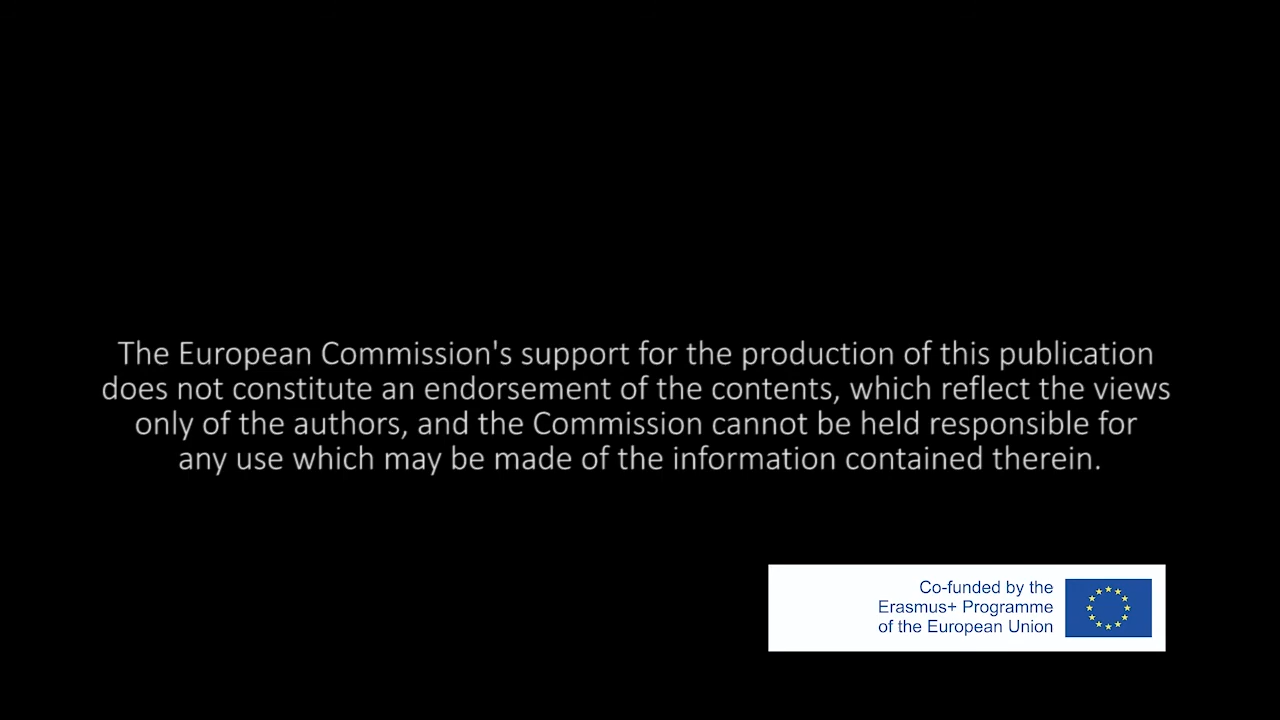 The European Commission's support for the production of this publication
does not constitute an endorsement of the contents, which reflect the views
only of the authors, and the Commission cannot be held responsible for
any use which may be made of the information contained therein.
Co-funded by the
Erasmus+ Programme
of the European Union